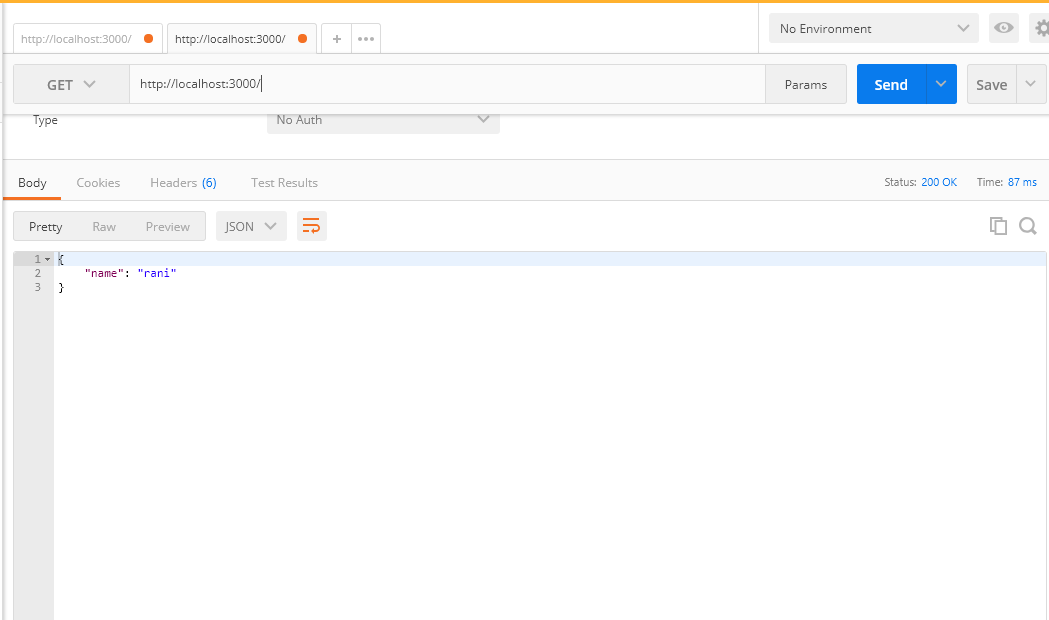 http://localhost:3000/ http://localhost:3000/ + No Environment
GET http://localhost:3000/ Params Send Save
Type No Auth
Body Cookies Headers (6) Test Results Status: 200 OK Time: 87 ms
Pretty Raw Preview JSON
1 {
2 "name": "rani"
3 }